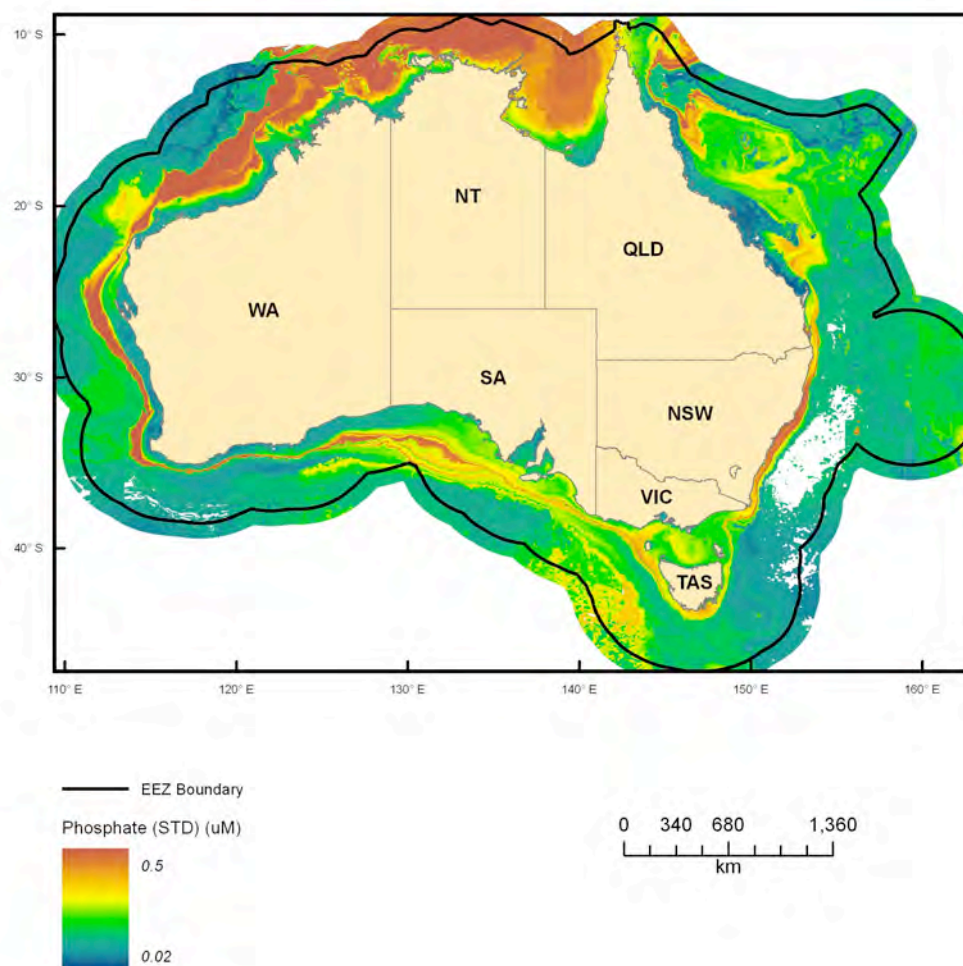 10° S
20° S
30° S
40° S
NT
QLD
WA
SA
NSW
VIC
TAS
110° E
120° E
130° E
140° E
150° E
160° E
EEZ Boundary
Phosphate (STD) (uM)
0.5
0.02
0 340 680 1,360
km